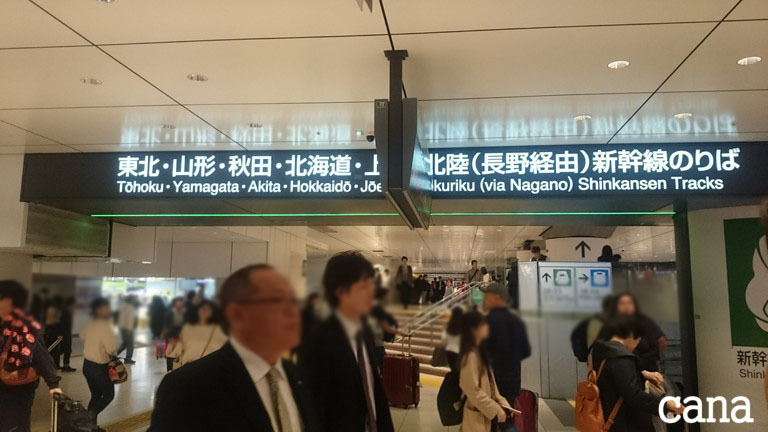 東北・山形・秋田・北海道・上
Tōhoku・Yamagata・Akita・Hokkaidō・Jōe
北陸(長野経由)新幹線のりば
kuriku (via Nagano) Shinkansen Tracks
新幹
Shink
cana